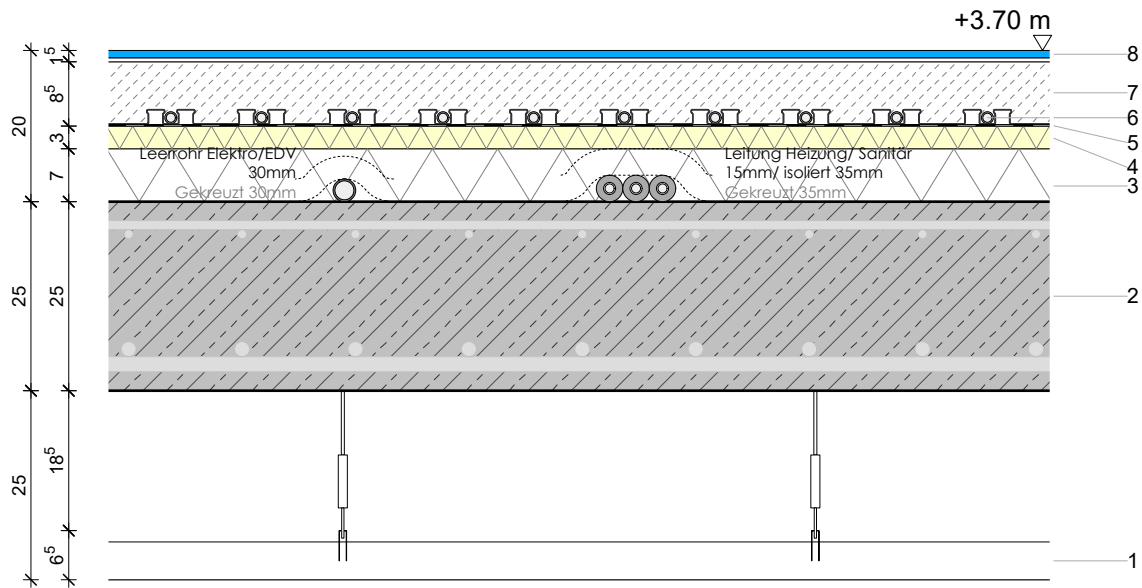 +3.70 m
8
1⁵
7
8⁵
6
20
5
3
4
Leerrohr Elektro/EDV
30mm
Gekreuzt 30mm
Leitung Heizung/ Sanitär
15mm/ isoliert 35mm
Gekreuzt 35mm
7
3
25
25
2
18⁵
25
6⁵
1